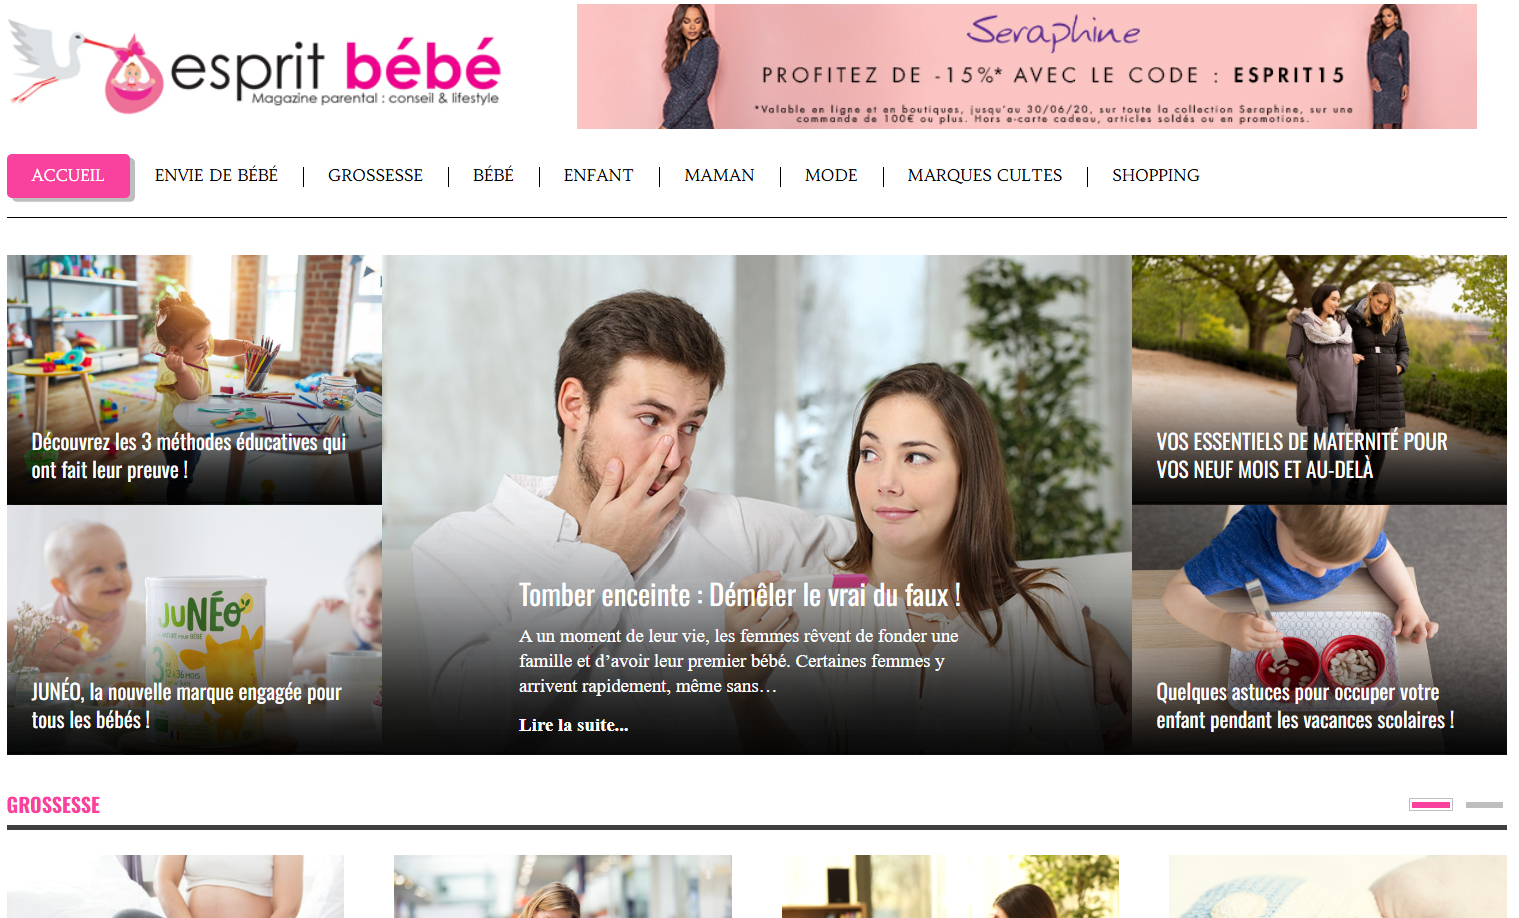 esprit bébé
Magazine parental : conseil & lifestyle
Seraphine
PROFITEZ DE -15%* AVEC LE CODE : ESPRIT15
*Valable en ligne et en boutiques, jusqu'au 30/06/20, sur toute la collection Seraphine, sur une
commande de 100€ ou plus. Hors e-carte cadeau, articles soldés ou en promotions.
ACCUEIL
ENVIE DE BÉBÉ
GROSSESSE
BÉBÉ
ENFANT
MAMAN
MODE
MARQUES CULTES
SHOPPING
Découvrez les 3 méthodes éducatives qui
ont fait leur preuve !
JUNÉO
3
12 à 36 MOIS
JUNÉO, la nouvelle marque engagée pour
tous les bébés !
Tomber enceinte : Démêler le vrai du faux !
A un moment de leur vie, les femmes rêvent de fonder une
famille et d’avoir leur premier bébé. Certaines femmes y
arrivent rapidement, même sans…
Lire la suite...
VOS ESSENTIELS DE MATERNITÉ POUR
VOS NEUF MOIS ET AU-DELÀ
Quelques astuces pour occuper votre
enfant pendant les vacances scolaires !
GROSSESSE